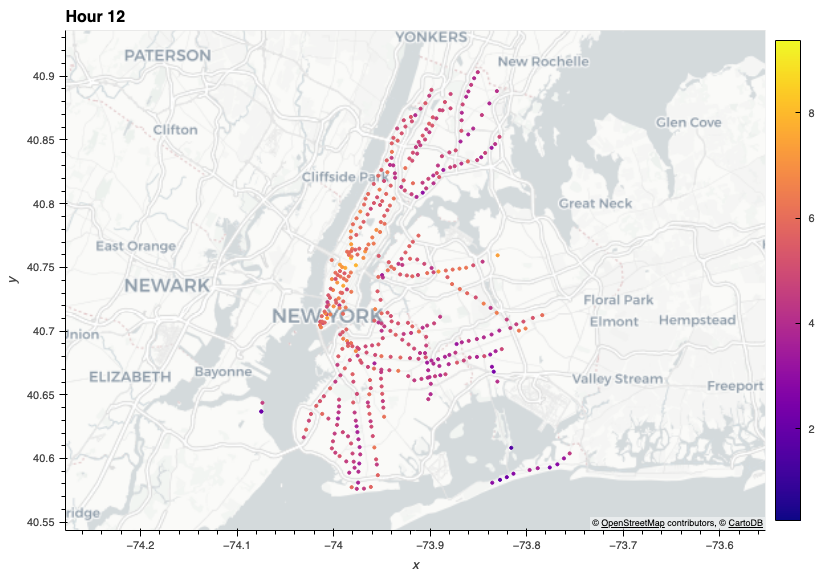 Hour 12
YONKERS
PATERSON
New Rochelle
40.9
8
Glen Cove
Clifton
40.85
Cliffside Park
Great Neck
40.8
6
East Orange
40.75
NEWARK
Floral Park
y
NEW YORK
Elmont
Hempstead
40.7
Union
4
Bayonne
ELIZABETH
Valley Stream
Freeport
40.65
2
40.6
ridge
© OpenStreetMap contributors, © CartoDB
40.55
−74.2
−74.1
−74
−73.9
−73.8
−73.7
−73.6
x